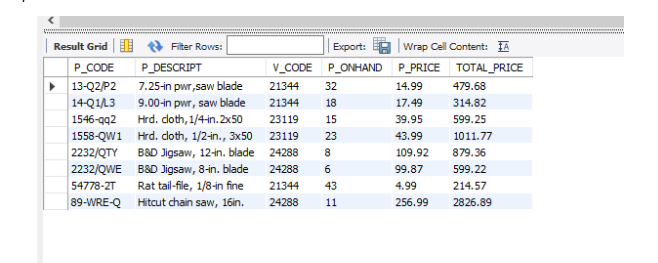 Result Grid Filter Rows: Export: Wrap Cell Content: IA
P_CODE P_DESCRIPT V_CODE P_ONHAND P_PRICE TOTAL_PRICE
13-Q2/P2 7.25-in pwr,saw blade 21344 32 14.99 479.68
14-Q1/L3 9.00-in pwr, saw blade 21344 18 17.49 314.82
1546-qq2 Hrd. cloth,1/4-in.2x50 23119 15 39.95 599.25
1558-QW1 Hrd. cloth, 1/2-in., 3x50 23119 23 43.99 1011.77
2232/QTY B&D Jigsaw, 12-in. blade 24288 8 109.92 879.36
2232/QWE B&D Jigsaw, 8-in. blade 24288 6 99.87 599.22
54778-2T Rat tail-file, 1/8-in fine 21344 43 4.99 214.57
89-WRE-Q Hitcut chain saw, 16in. 24288 11 256.99 2826.89